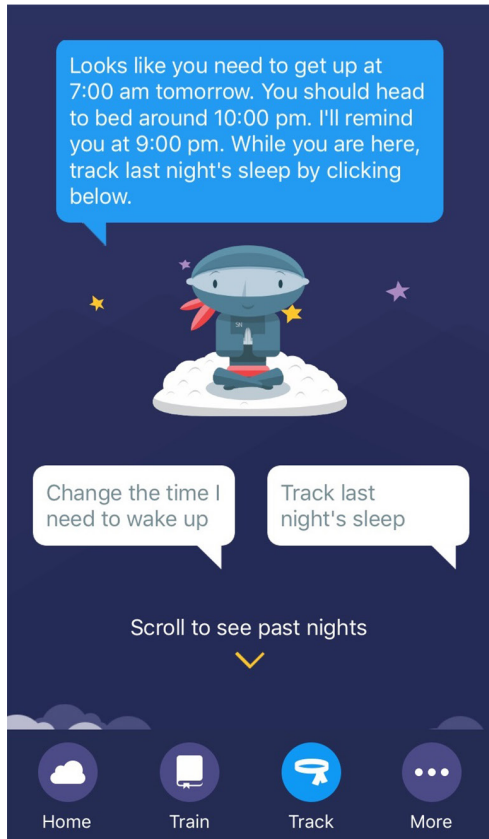 Looks like you need to get up at
7:00 am tomorrow. You should head
to bed around 10:00 pm. I'll remind
you at 9:00 pm. While you are here,
track last night's sleep by clicking
below.
SN
Change the time I
need to wake up
Track last
night's sleep
Scroll to see past nights
Home
Train
Track
More